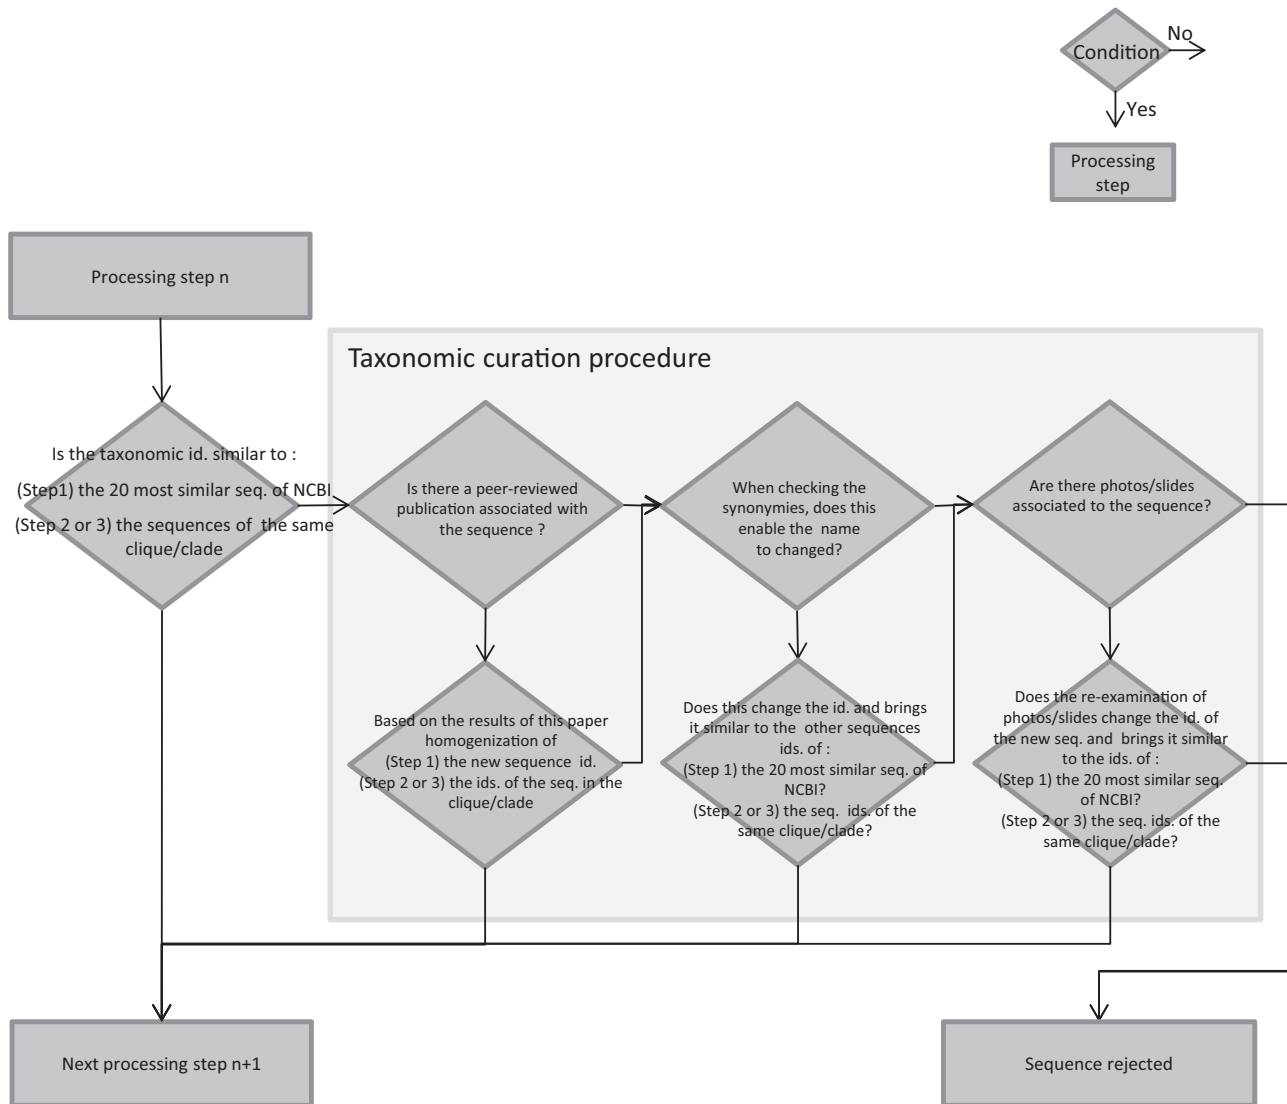 No
Condition
Yes
Processing
step
Processing step n
Taxonomic curation procedure
Is the taxonomic id. similar to :
(Step1) the 20 most similar seq. of NCBI
(Step 2 or 3) the sequences of the same
clique/clade
Is there a peer-reviewed
publication associated with
the sequence ?
When checking the
synonymies, does this
enable the name
to changed?
Are there photos/slides
associated to the sequence?
Based on the results of this paper
homogenization of
(Step 1) the new sequence id.
(Step 2 or 3) the ids. of the seq. in the
clique/clade
Does this change the id. and brings
it similar to the other sequences
ids. of :
(Step 1) the 20 most similar seq. of
NCBI?
(Step 2 or 3) the seq. ids. of the
same clique/clade?
Does the re-examination of
photos/slides change the id. of
the new seq. and brings it similar
to the ids. of :
(Step 1) the 20 most similar seq.
of NCBI?
(Step 2 or 3) the seq. ids. of the
same clique/clade?
Next processing step n+1
Sequence rejected